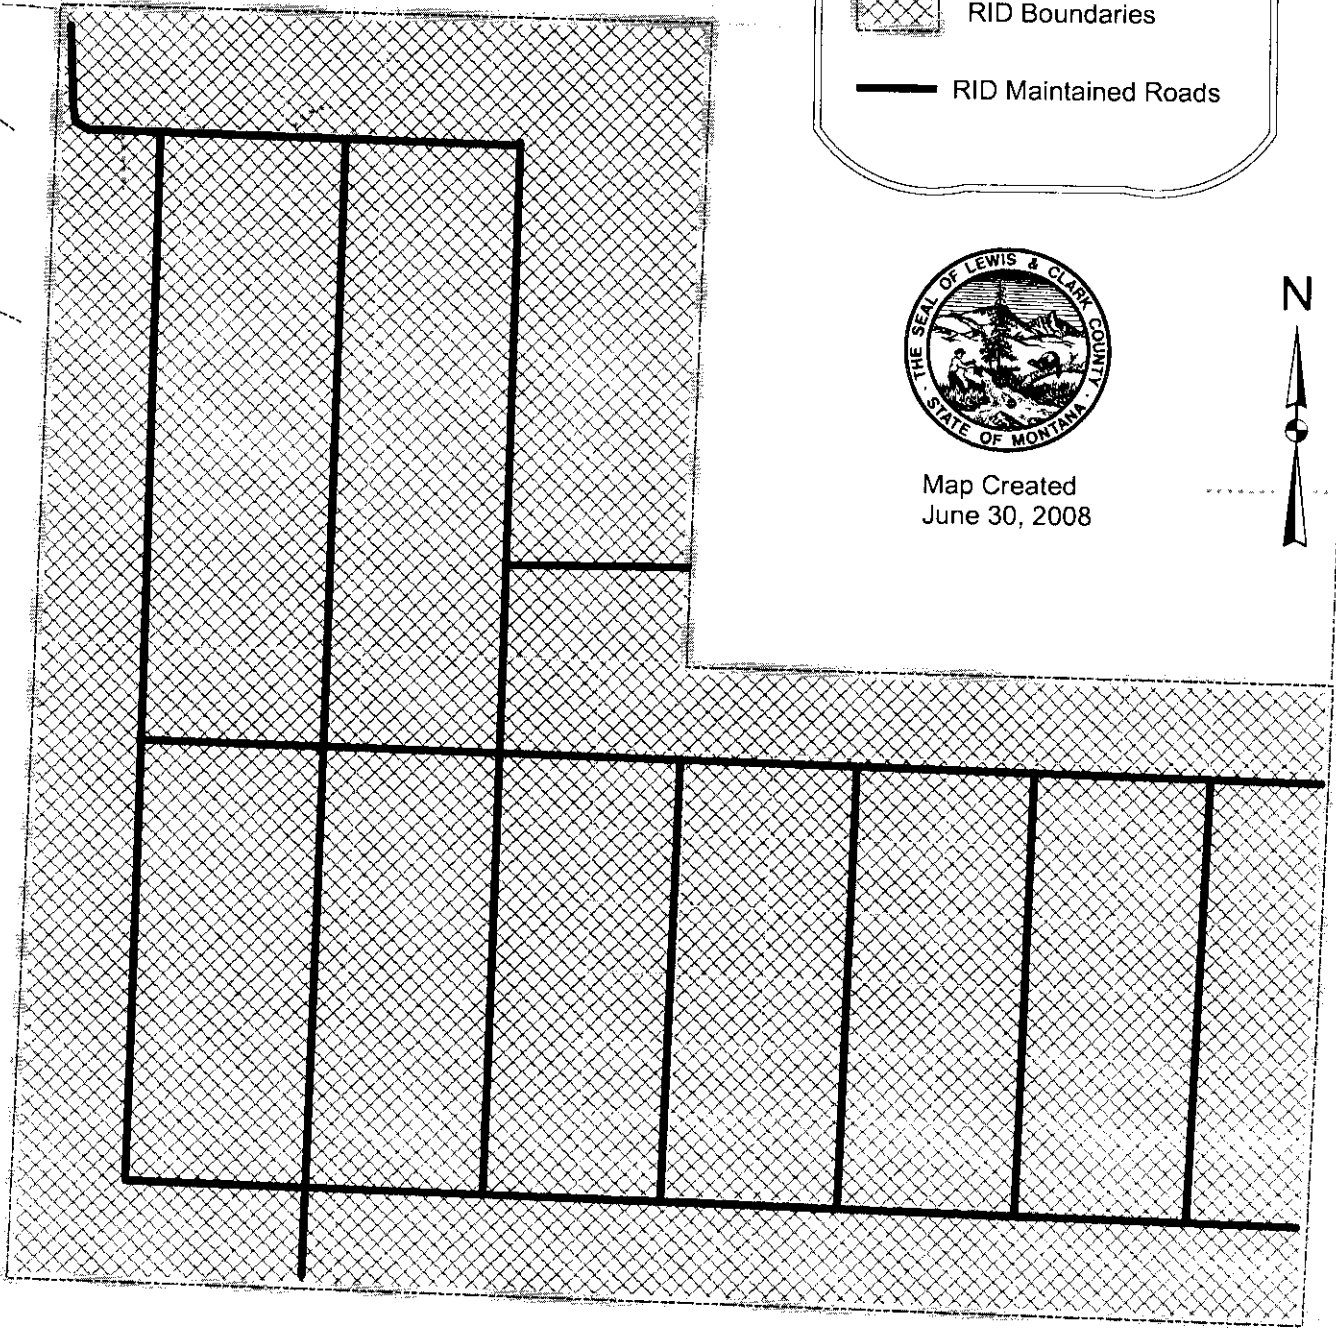 RID Boundaries
RID Maintained Roads
THE SEAL OF LEWIS & CLARK COUNTY
· STATE OF MONTANA ·
N
Map Created
June 30, 2008